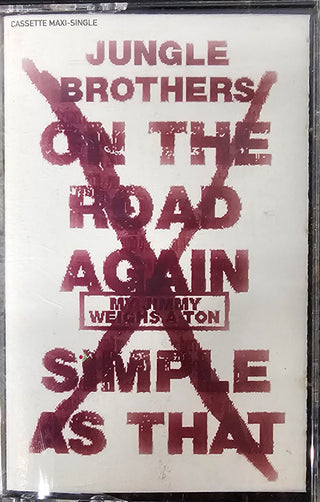 CASSETTE MAXI-SINGLE
JUNGLE
BROTHERS
ON THE
ROAD
AGAIN
MY JIMMY
WEIGHS A TON
SIMPLE
AS THAT